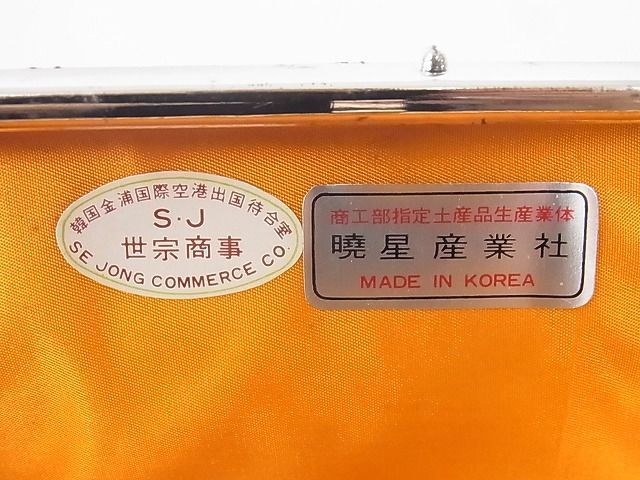 韓国金浦国際空港出国待合室
S·J
世宗商事
SE JONG COMMERCE CO.
商工部指定土産品生産業体
曉星産業社
MADE IN KOREA